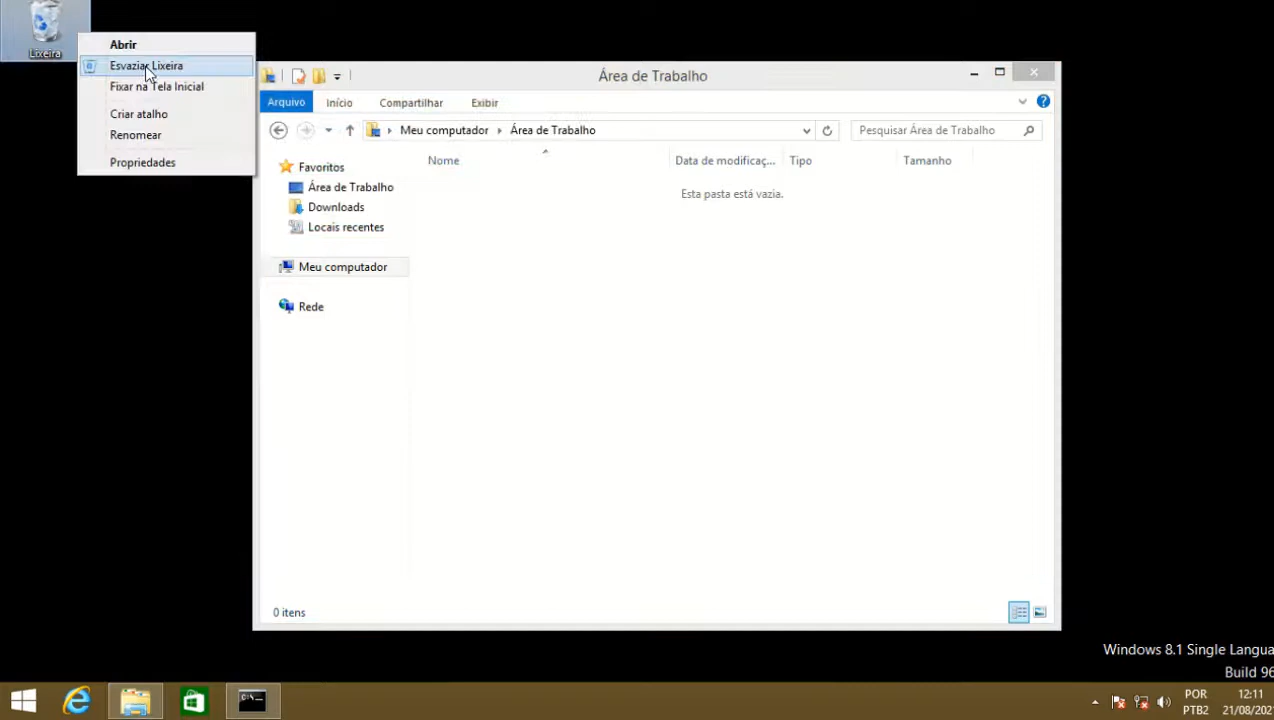 Lixeira
Abrir
Esvaziar Lixeira
Fixar na Tela Inicial
Criar atalho
Renomear
Propriedades
Área de Trabalho
Arquivo
Início
Compartilhar
Exibir
Meu computador
Área de Trabalho
Pesquisar Área de Trabalho
Nome
Data de modificaç...
Tipo
Tamanho
Esta pasta está vazia.
Favoritos
Área de Trabalho
Downloads
Locais recentes
Meu computador
Rede
0 itens
Windows 8.1 Single Langua
Build 96
POR
PTB2
12:11
21/08/202